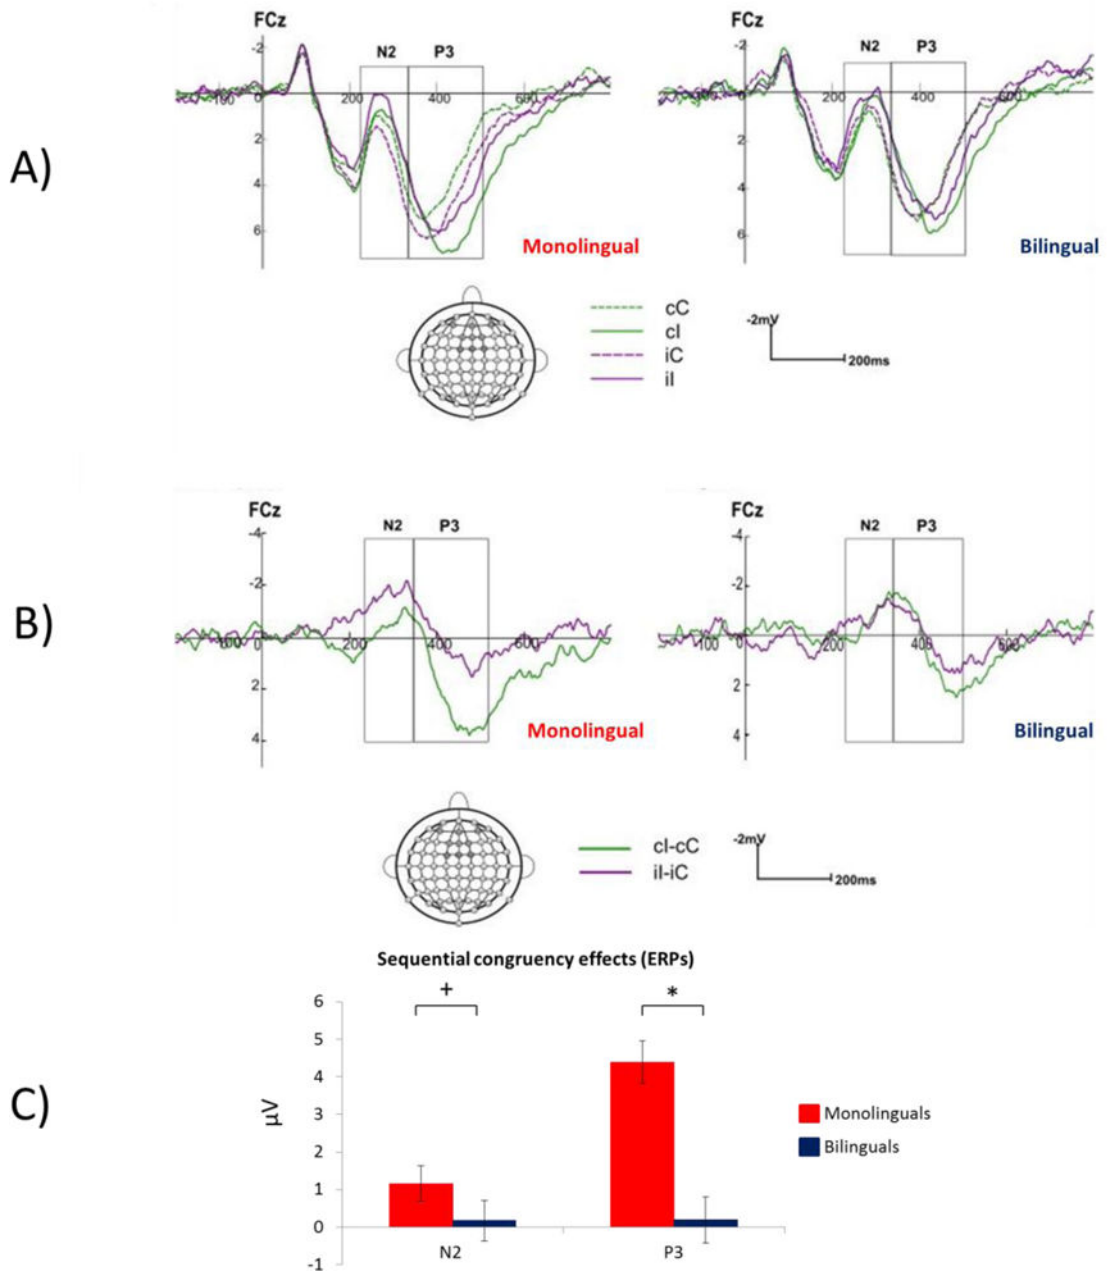 A)
FCz
-2
N2
P3
100
0
200
400
600
2
4
6
Monolingual
FCz
-2
N2
P3
0
200
400
600
2
4
6
Bilingual
cC
cI
iC
iI
-2mV
200ms
B)
FCz
-4
N2
P3
-2
100
0
200
400
600
2
4
Monolingual
FCz
-4
N2
P3
-2
100
0
200
400
600
2
4
Bilingual
cI-cC
iI-iC
-2mV
200ms
C)
Sequential congruency effects (ERPs)
+
*
6
5
4
3
2
1
0
-1
µV
N2
P3
Monolinguals
Bilinguals